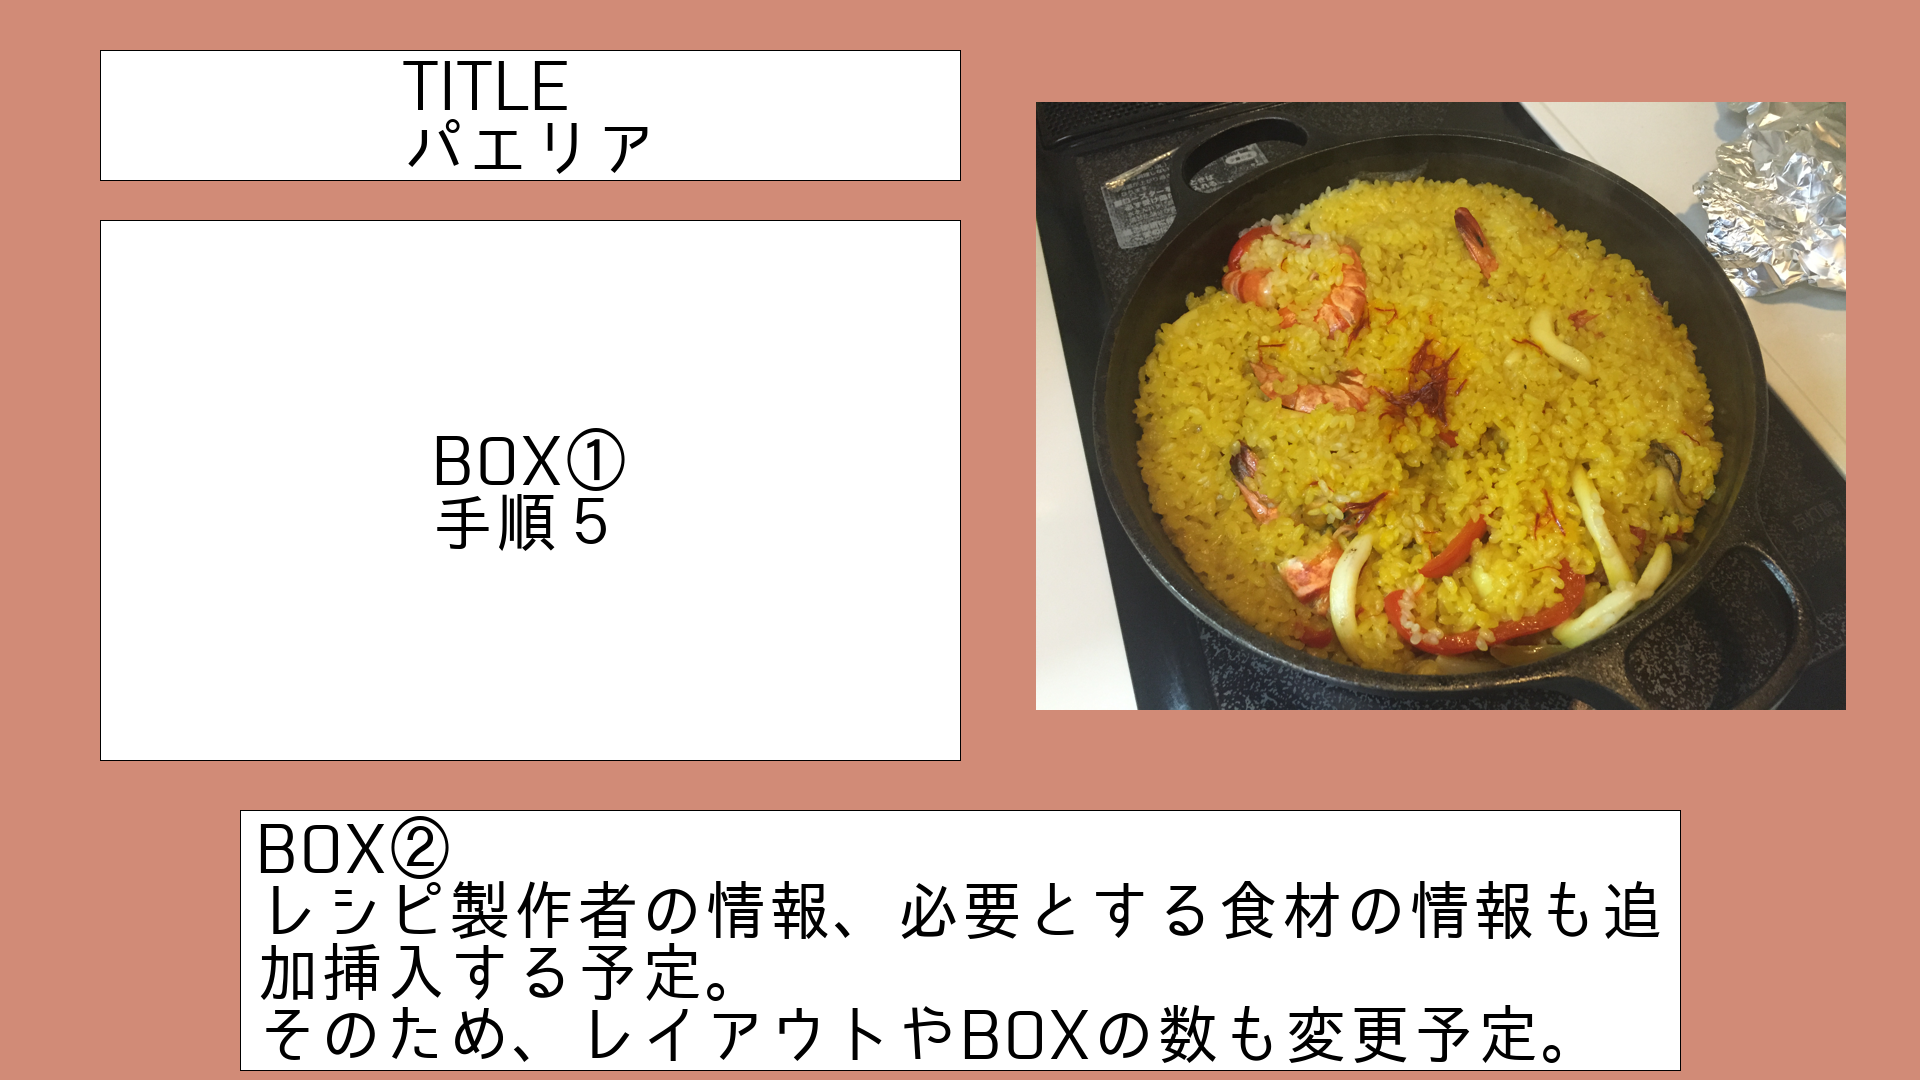 TITLE
パエリア
BOX①
手順５
BOX②
レシピ製作者の情報、必要とする食材の情報も追
加挿入する予定。
そのため、レイアウトやBOXの数も変更予定。